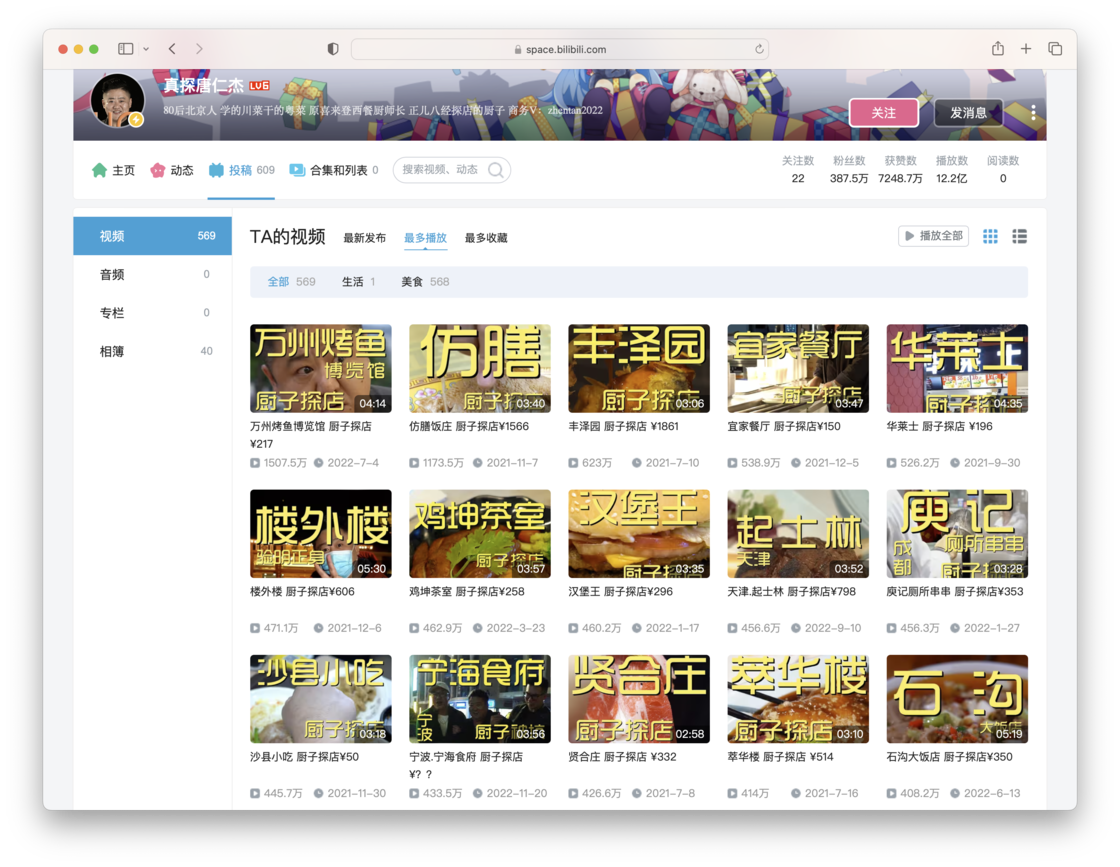 space.bilibili.com
真探唐仁杰 LV6
80后北京人 学的川菜干的粤菜 原喜来登西餐厨师长 正儿八经探店的厨子 商务V：zhentan2022
关注
发消息
主页 动态 投稿 609 合集和列表 0 搜索视频、动态
关注数 粉丝数 获赞数 播放数 阅读数
22 387.5万 7248.7万 12.2亿 0
视频 569
音频 0
专栏 0
相簿 40
TA的视频 最新发布 最多播放 最多收藏 播放全部
全部 569 生活 1 美食 568
万州烤鱼
博览馆
厨子探店 04:14
万州烤鱼博览馆 厨子探店
¥217
1507.5万 2022-7-4
仿膳
厨子探店 03:40
仿膳饭庄 厨子探店¥1566
1173.5万 2021-11-7
丰泽园
厨子探店 03:06
丰泽园 厨子探店 ¥1861
623万 2021-7-10
宜家餐厅
厨子探店 03:47
宜家餐厅 厨子探店¥150
538.9万 2021-12-5
华莱士
厨子探店 04:35
华莱士 厨子探店 ¥196
526.2万 2021-9-30
楼外楼
验明正身 05:30
楼外楼 厨子探店¥606
471.1万 2021-12-6
鸡坤茶室
厨子探店 03:57
鸡坤茶室 厨子探店¥258
462.9万 2022-3-23
汉堡王
厨子探店 03:35
汉堡王 厨子探店¥296
460.2万 2022-1-17
起士林
天津 03:52
天津.起士林 厨子探店¥798
456.6万 2022-9-10
庾记
成都 厕所串串
厨子探店 03:28
庾记厕所串串 厨子探店¥353
456.3万 2022-1-27
沙县小吃
厨子探店 03:18
沙县小吃 厨子探店¥50
445.7万 2021-11-30
宁海食府
宁波 厨子探店 03:56
宁波.宁海食府 厨子探店
¥? ?
433.5万 2022-11-20
贤合庄
厨子探店 02:58
贤合庄 厨子探店 ¥332
426.6万 2021-7-8
萃华楼
厨子探店 03:10
萃华楼 厨子探店 ¥514
414万 2021-7-16
石沟
大饭店 05:19
石沟大饭店 厨子探店¥350
408.2万 2022-6-13